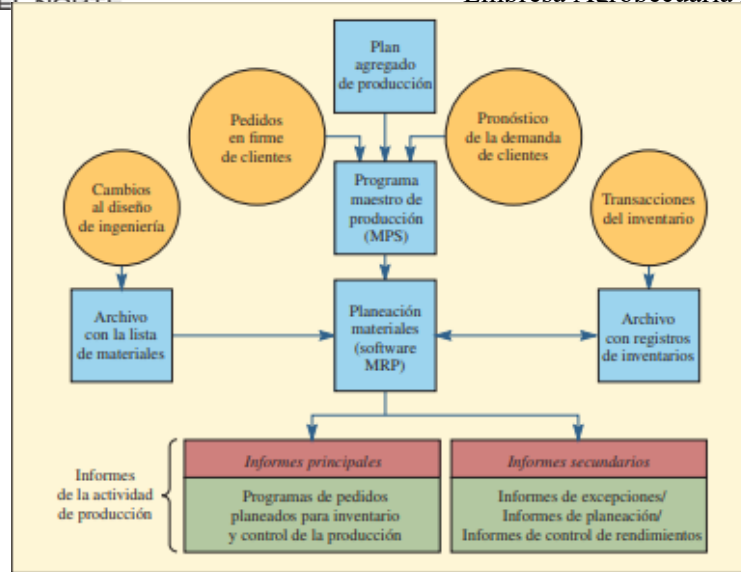 Empresa Agropecuaria
Plan
agregado
de producción
Pedidos
en firme
de clientes
Pronóstico
de la demanda
de clientes
Cambios
al diseño
de ingeniería
Programa
maestro de
producción
(MPS)
Transacciones
del inventario
Archivo
con la lista
de materiales
Planeación
materiales
(software
MRP)
Archivo
con registros
de inventarios
Informes
de la actividad
de producción
Informes principales
Programas de pedidos
planeados para inventario
y control de la producción
Informes secundarios
Informes de excepciones/
Informes de planeación/
Informes de control de rendimientos